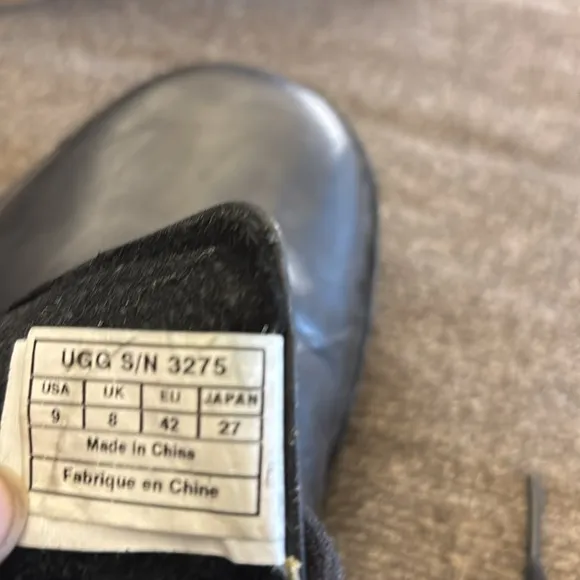 UGG S/N 3275
USA UK EU JAPAN
9 8 42 27
Made in China
Fabrique en Chine